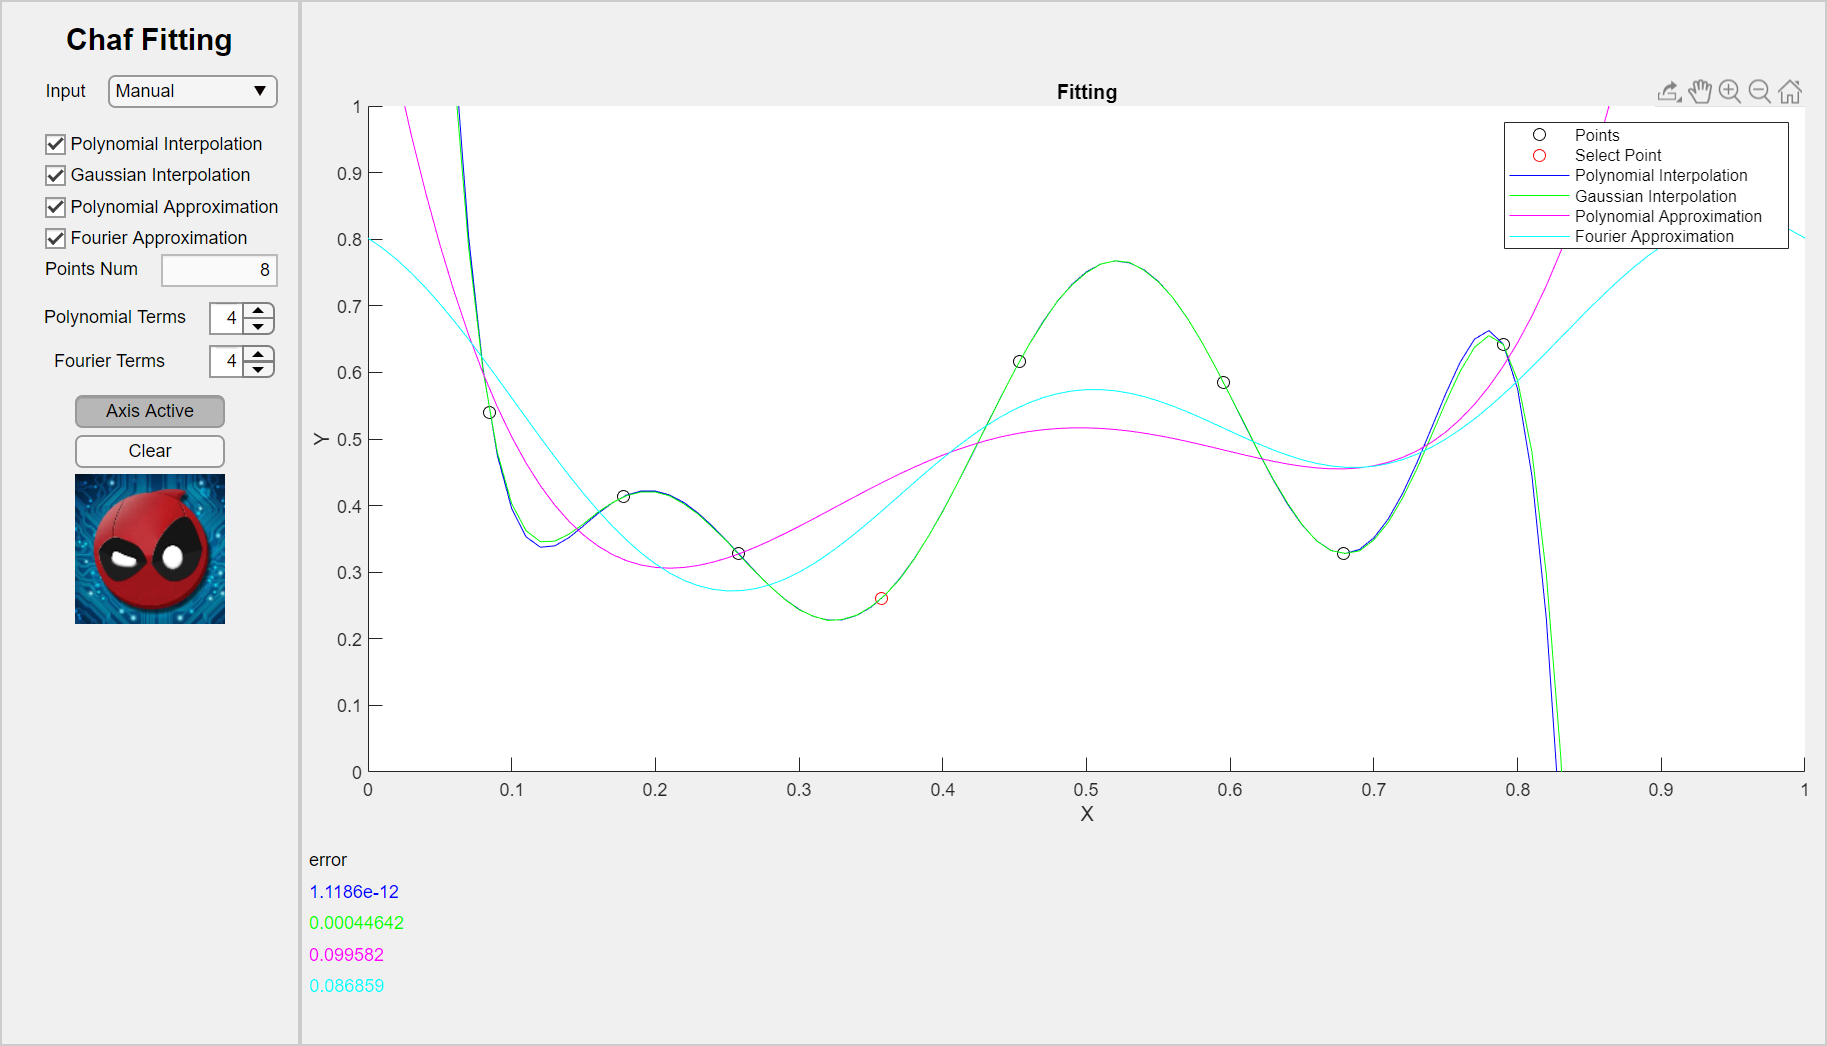 Chaf Fitting
Input Manual
Polynomial Interpolation
Gaussian Interpolation
Polynomial Approximation
Fourier Approximation
Points Num 8
Polynomial Terms 4
Fourier Terms 4
Axis Active
Clear
Fitting
Points
Select Point
Polynomial Interpolation
Gaussian Interpolation
Polynomial Approximation
Fourier Approximation
1
0.9
0.8
0.7
0.6
0.5
0.4
0.3
0.2
0.1
0
Y
0 0.1 0.2 0.3 0.4 0.5 0.6 0.7 0.8 0.9 1
X
error
1.1186e-12
0.00044642
0.099582
0.086859